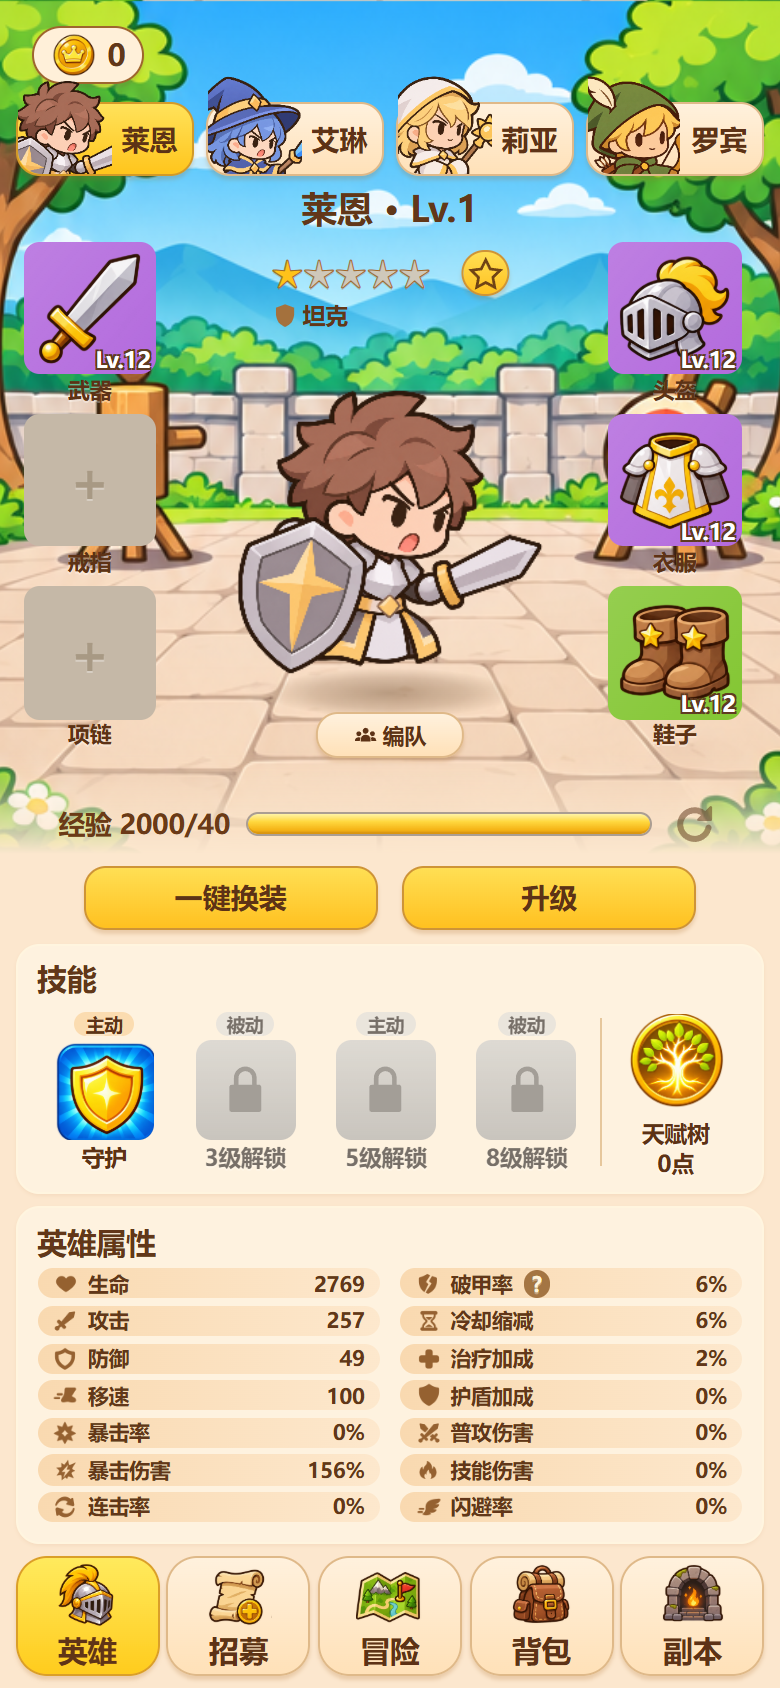 0
莱恩
艾琳
莉亚
罗宾
莱恩·Lv.1
坦克
Lv.12
武器
Lv.12
头盔
+
戒指
Lv.12
衣服
+
项链
Lv.12
鞋子
编队
经验 2000/40
一键换装
升级
技能
主动
被动
主动
被动
守护
3级解锁
5级解锁
8级解锁
天赋树
0点
英雄属性
生命 2769
破甲率 ? 6%
攻击 257
冷却缩减 6%
防御 49
治疗加成 2%
移速 100
护盾加成 0%
暴击率 0%
普攻伤害 0%
暴击伤害 156%
技能伤害 0%
连击率 0%
闪避率 0%
英雄
招募
冒险
背包
副本